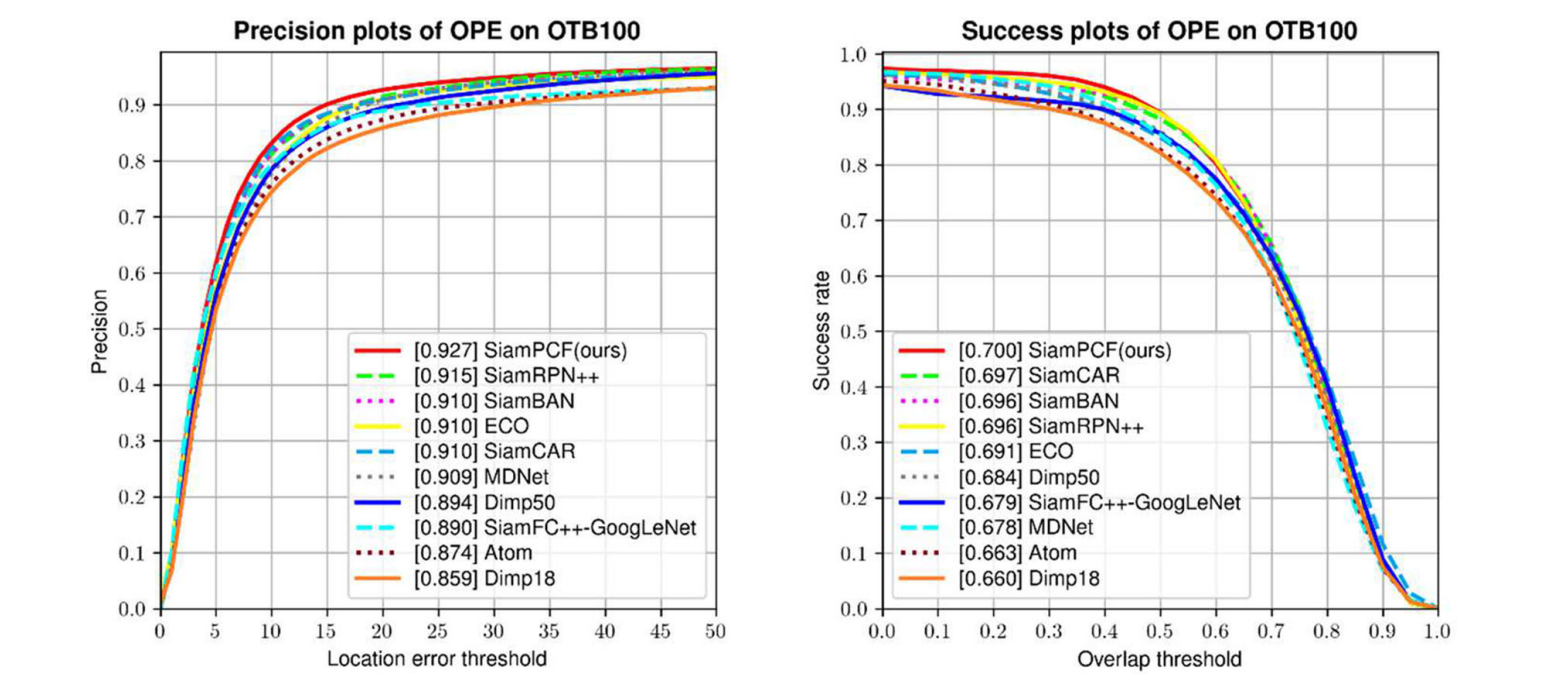 Precision plots of OPE on OTB100
Precision
0.9
0.8
0.7
0.6
0.5
0.4
0.3
0.2
0.1
0.0
[0.927] SiamPCF(ours)
[0.915] SiamRPN++
[0.910] SiamBAN
[0.910] ECO
[0.910] SiamCAR
[0.909] MDNet
[0.894] Dimp50
[0.890] SiamFC++-GoogLeNet
[0.874] Atom
[0.859] Dimp18
0 5 10 15 20 25 30 35 40 45 50
Location error threshold
Success plots of OPE on OTB100
Success rate
1.0
0.9
0.8
0.7
0.6
0.5
0.4
0.3
0.2
0.1
0.0
[0.700] SiamPCF(ours)
[0.697] SiamCAR
[0.696] SiamBAN
[0.696] SiamRPN++
[0.691] ECO
[0.684] Dimp50
[0.679] SiamFC++-GoogLeNet
[0.678] MDNet
[0.663] Atom
[0.660] Dimp18
0.0 0.1 0.2 0.3 0.4 0.5 0.6 0.7 0.8 0.9 1.0
Overlap threshold